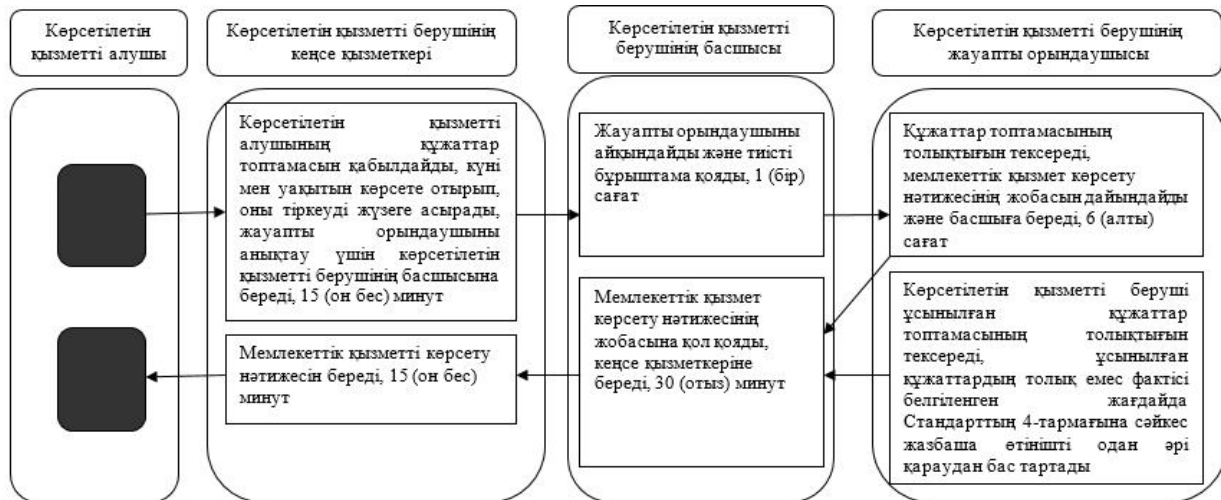 Көрсетілетін
қызметті алушы
Көрсетілетін қызметті берушінің
кеңсе қызметкері
Көрсетілетін қызметті
берушінің басшысы
Көрсетілетін қызметті берушінің
жауапты орындаушысы
Көрсетілетін қызметті
алушының құжаттар
топтамасын қабылдайды, күні
мен уақытын көрсете отырып,
оны тіркеуді жүзеге асырады,
жауапты орындаушыны
анықтау үшін көрсетілетін
қызметті берушінің басшысына
береді, 15 (он бес) минут
Жауапты орындаушыны
айқындайды және тиісті
бұрыштама қояды, 1 (бір)
сағат
Құжаттар топтамасының
толықтығын тексереді,
мемлекеттік қызмет көрсету
нәтижесінің жобасын дайындайды
және басшыға береді, 6 (алты)
сағат
Көрсетілетін қызметті беруші
ұсынылған құжаттар
топтамасының толықтығын
тексереді, ұсынылған
құжаттардың толық емес фактісі
белгіленген жағдайда
Стандарттың 4-тармағына сәйкес
жазбаша өтінішті одан әрі
қараудан бас тартады
Мемлекеттік қызмет
көрсету нәтижесінің
жобасына қол қояды,
кеңсе қызметкеріне
береді, 30 (отыз) минут
Мемлекеттік қызметті көрсету
нәтижесін береді, 15 (он бес)
минут